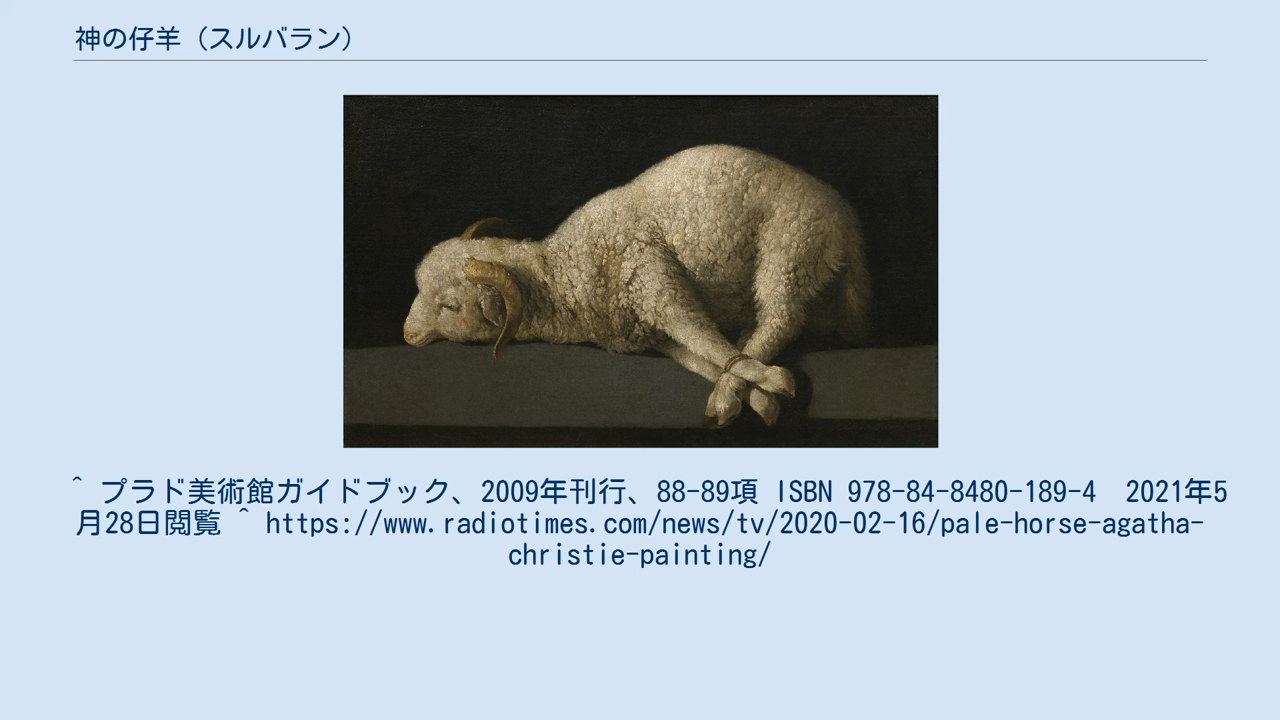 神の仔羊（スルバラン）
^ プラド美術館ガイドブック、2009年刊行、88-89項 ISBN 978-84-8480-189-4　2021年5
月28日閲覧 ^ https://www.radiotimes.com/news/tv/2020-02-16/pale-horse-agatha-
christie-painting/